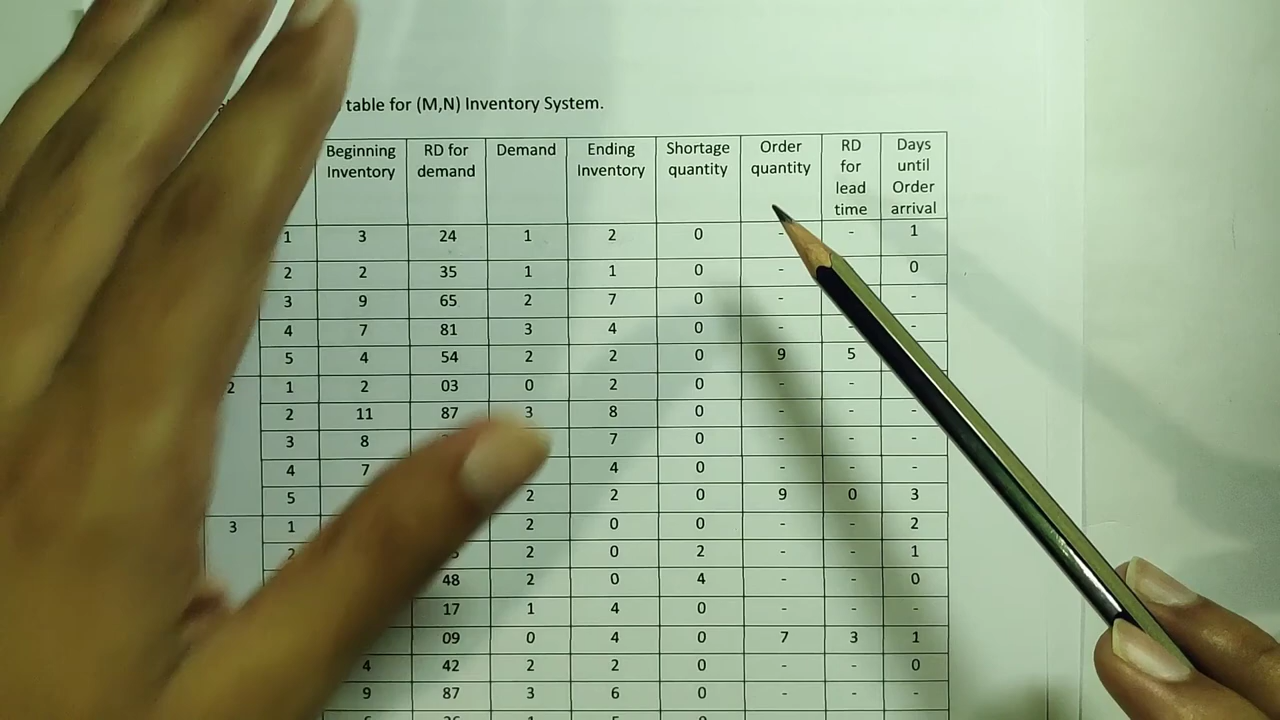 table for (M,N) Inventory System.
Beginning Inventory RD for demand Demand Ending Inventory Shortage quantity Order quantity RD for lead time Days until Order arrival
1 3 24 1 2 0 - - 1
2 2 35 1 1 0 - 0
3 9 65 2 7 0 - -
4 7 81 3 4 0 - - -
5 4 54 2 2 0 9 5
2 1 2 03 0 2 0 - -
2 11 87 3 8 0 - - -
3 8 7 0 - - -
4 7 4 0 - - -
5 2 2 0 9 0 3
3 1 2 0 0 - - 2
2 2 0 2 - - 1
48 2 0 4 - - 0
17 1 4 0 - - -
09 0 4 0 7 3 1
4 42 2 2 0 - - 0
9 87 3 6 0 - - -